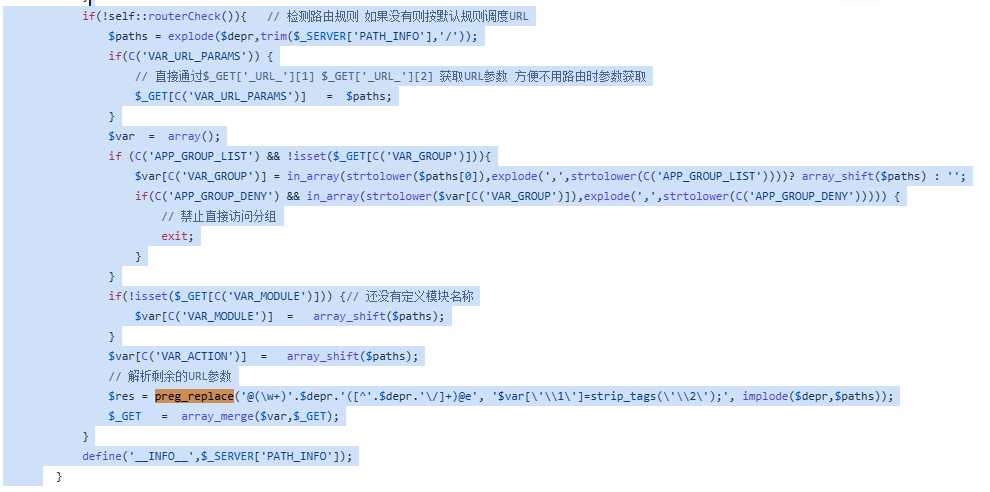 if(!self::routerCheck()){   // 检测路由规则 如果没有则按默认规则调度URL
$paths = explode($depr,trim($_SERVER['PATH_INFO'],'/'));
if(C('VAR_URL_PARAMS')) {
// 直接通过$_GET['_URL_'][1] $_GET['_URL_'][2] 获取URL参数 方便不用路由时参数获取
$_GET[C('VAR_URL_PARAMS')]   =  $paths;
}
$var  =  array();
if (C('APP_GROUP_LIST') && !isset($_GET[C('VAR_GROUP')])){
$var[C('VAR_GROUP')] = in_array(strtolower($paths[0]),explode(',',strtolower(C('APP_GROUP_LIST'))))? array_shift($paths) : '';
if(C('APP_GROUP_DENY') && in_array(strtolower($var[C('VAR_GROUP')]),explode(',',strtolower(C('APP_GROUP_DENY'))))) {
// 禁止直接访问分组
exit;
}
}
if(!isset($_GET[C('VAR_MODULE')])) {// 还没有定义模块名称
$var[C('VAR_MODULE')]  =   array_shift($paths);
}
$var[C('VAR_ACTION')]  =   array_shift($paths);
// 解析剩余的URL参数
$res = preg_replace('@(\w+)'.$depr.'([^'.$depr.'\/]+)@e', '$var[\'\\1\']=strip_tags(\'\\2\');', implode($depr,$paths));
$_GET   =  array_merge($var,$_GET);
}
define('__INFO__',$_SERVER['PATH_INFO']);
}